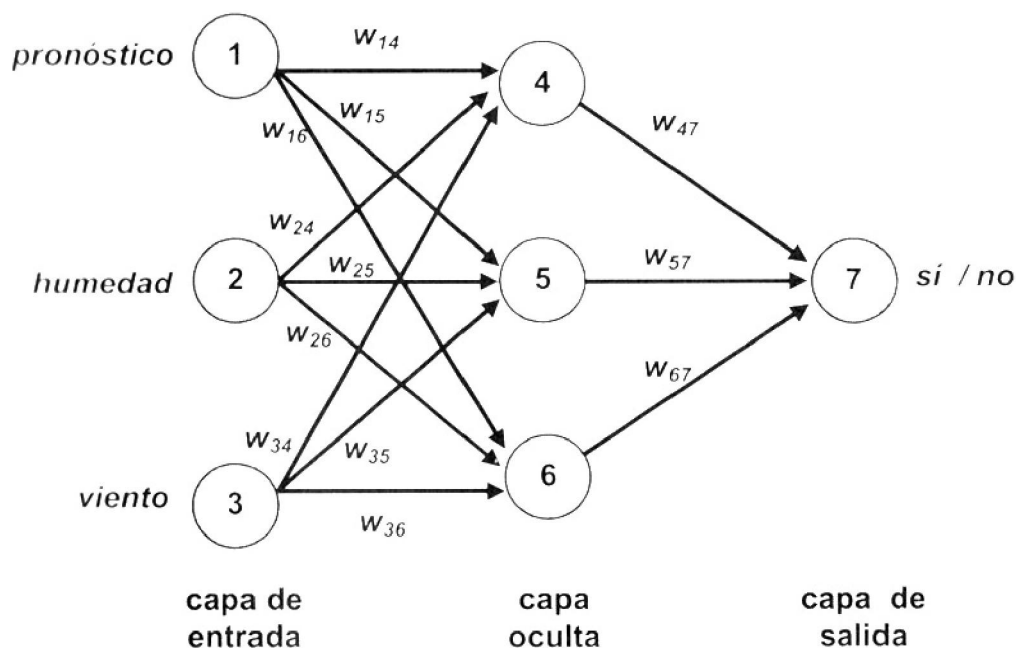 pronóstico
1
w14
4
w16
w15
w47
w24
humedad
2
w25
5
w57
7
sí / no
w26
w67
w34
w35
viento
3
w36
6
capa de
entrada
capa
oculta
capa de
salida